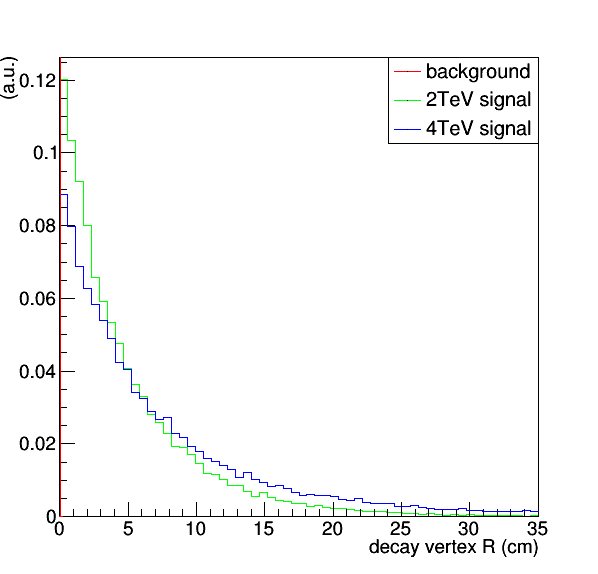 (a.u.)
background
2TeV signal
4TeV signal
0.12
0.1
0.08
0.06
0.04
0.02
0
0 5 10 15 20 25 30 35
decay vertex R (cm)